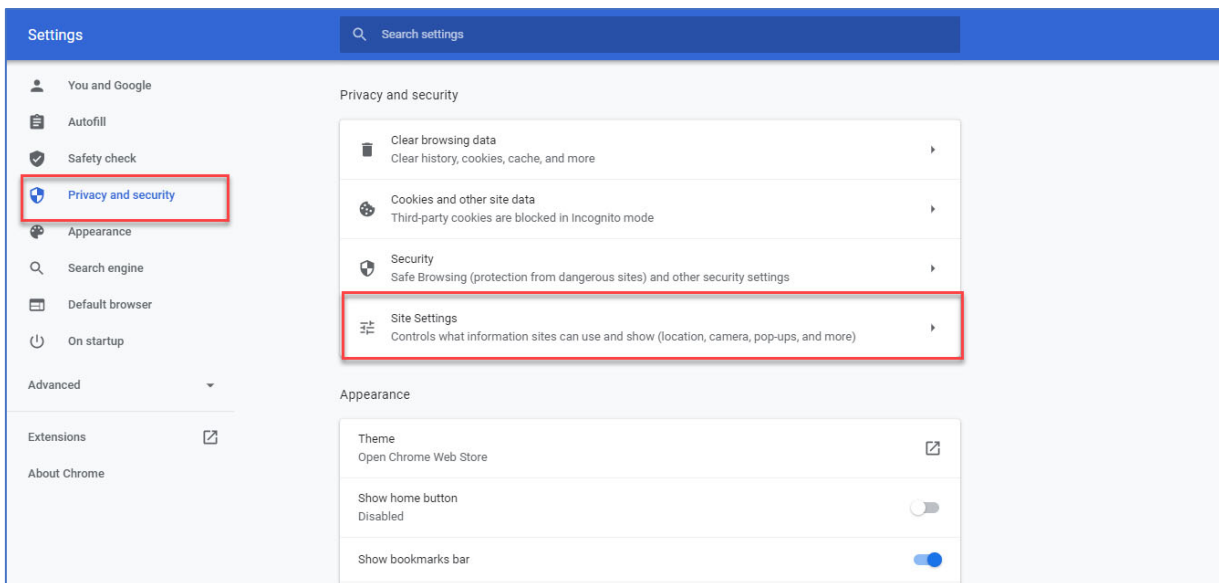 Settings
Search settings
You and Google
Autofill
Safety check
Privacy and security
Appearance
Search engine
Default browser
On startup
Advanced
Extensions
About Chrome
Privacy and security
Clear browsing data
Clear history, cookies, cache, and more
Cookies and other site data
Third-party cookies are blocked in Incognito mode
Security
Safe Browsing (protection from dangerous sites) and other security settings
Site Settings
Controls what information sites can use and show (location, camera, pop-ups, and more)
Appearance
Theme
Open Chrome Web Store
Show home button
Disabled
Show bookmarks bar